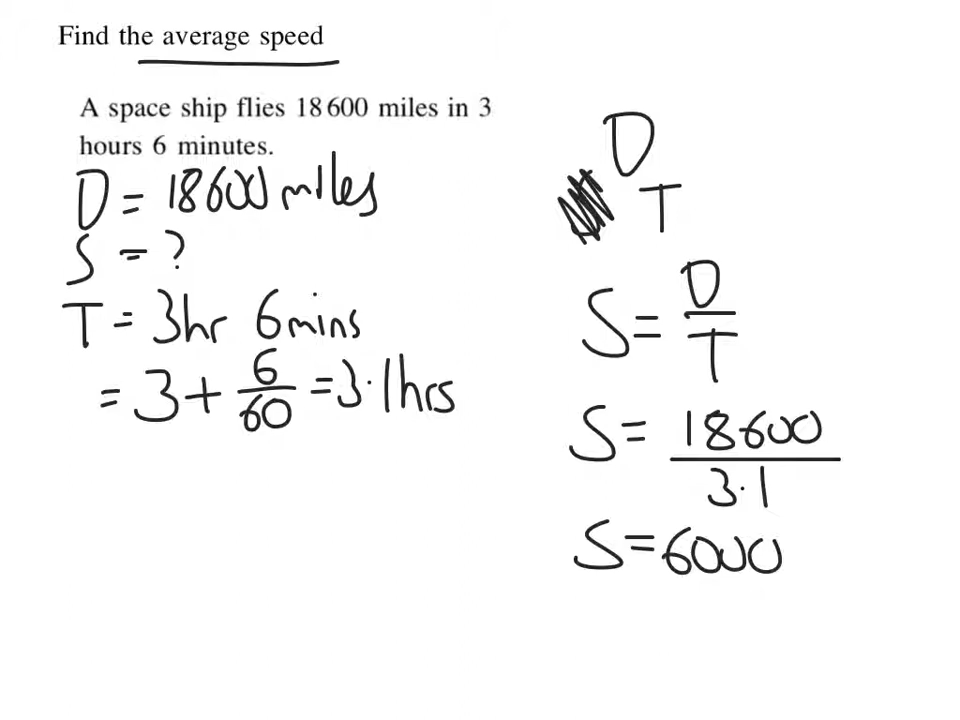 Find the average speed
A space ship flies 18 600 miles in 3
hours 6 minutes.
D = 18600 miles
S = ?
T = 3hr 6mins
= 3 + 6/60 = 3·1hrs
D
T
S = D/T
S = 18600/3·1
S = 6000